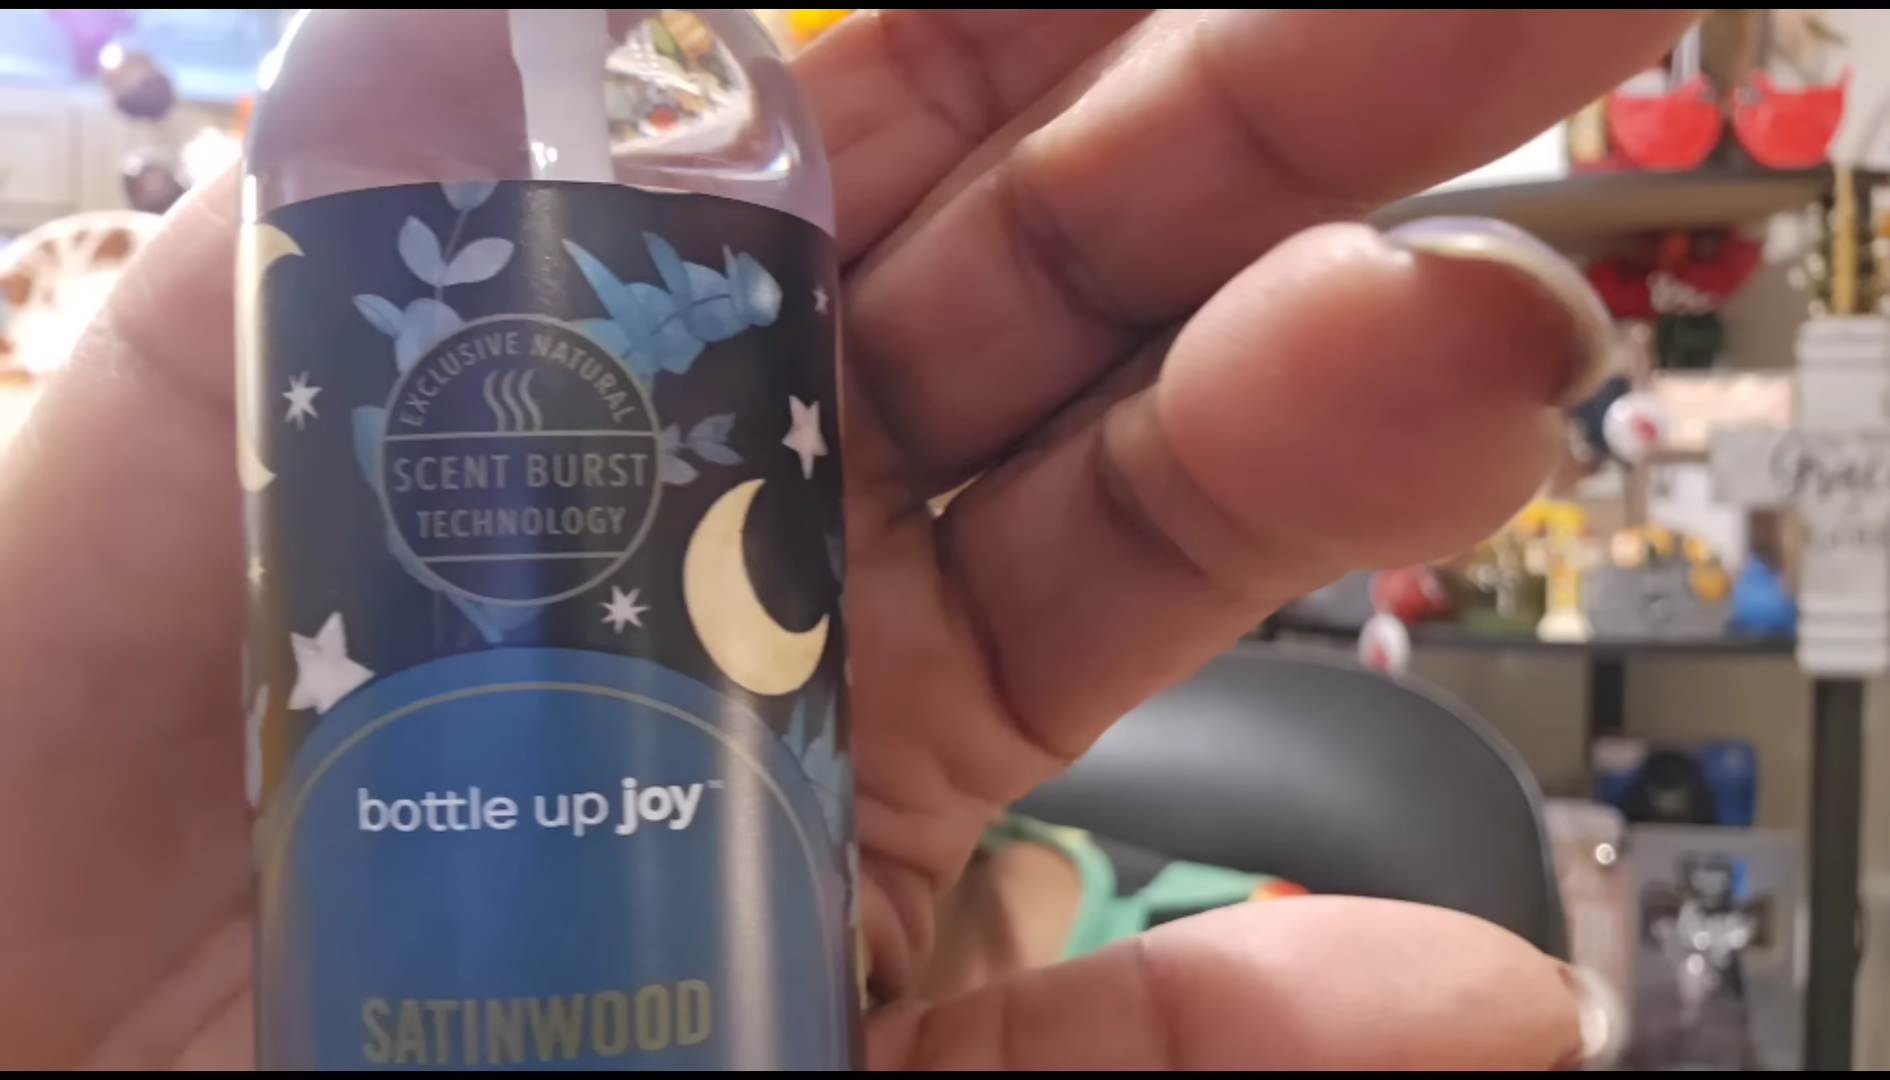 EXCLUSIVE NATURAL
SCENT BURST
TECHNOLOGY
bottle up joy™
SATINWOOD